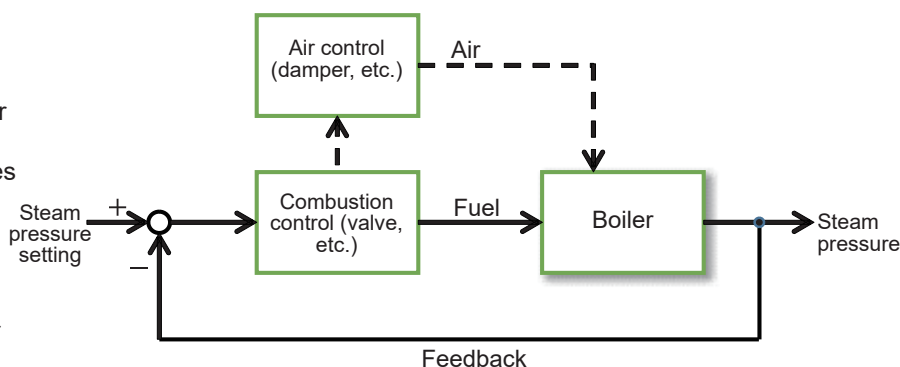 Air control
(damper, etc.)
Air
Steam
pressure
setting
+
−
Combustion
control (valve,
etc.)
Fuel
Boiler
Steam
pressure
Feedback